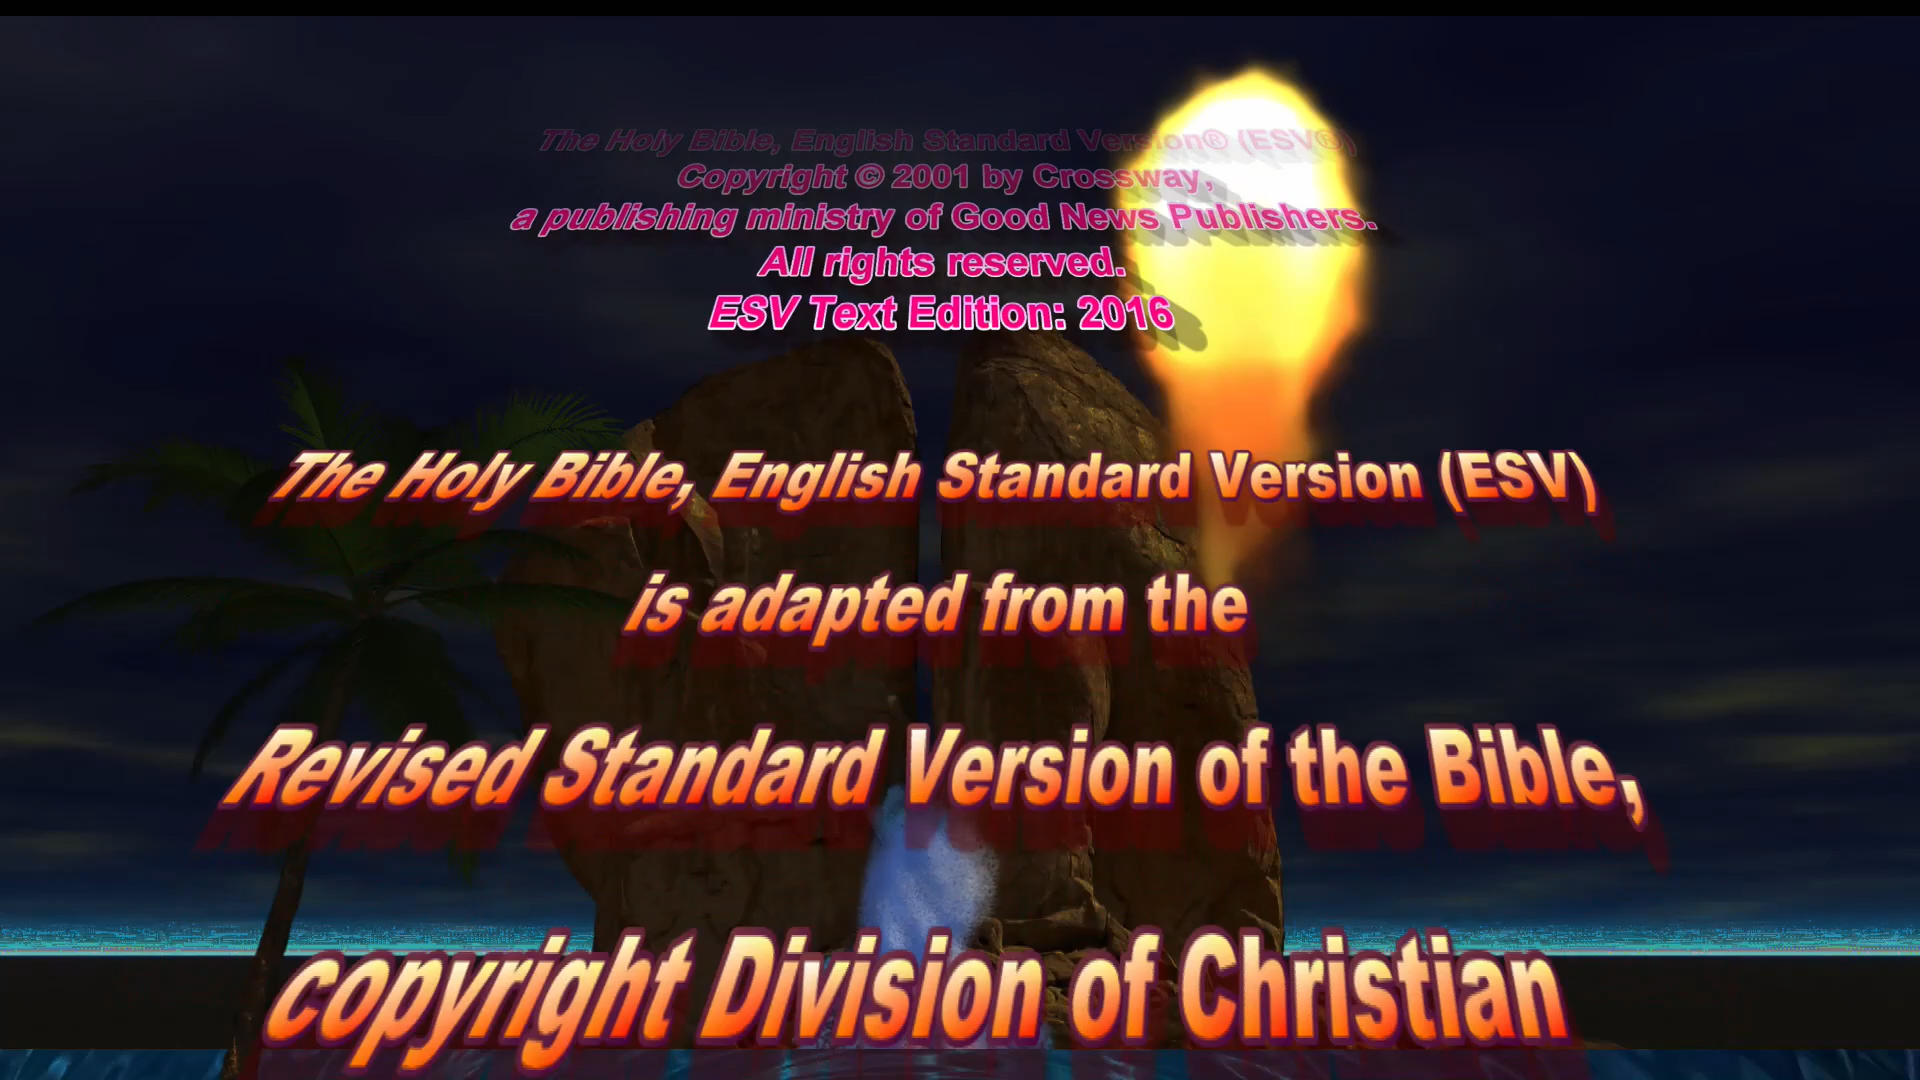 The Holy Bible, English Standard Version® (ESV®)
Copyright © 2001 by Crossway,
a publishing ministry of Good News Publishers.
All rights reserved.
ESV Text Edition: 2016
The Holy Bible, English Standard Version (ESV)
is adapted from the
Revised Standard Version of the Bible,
copyright Division of Christian